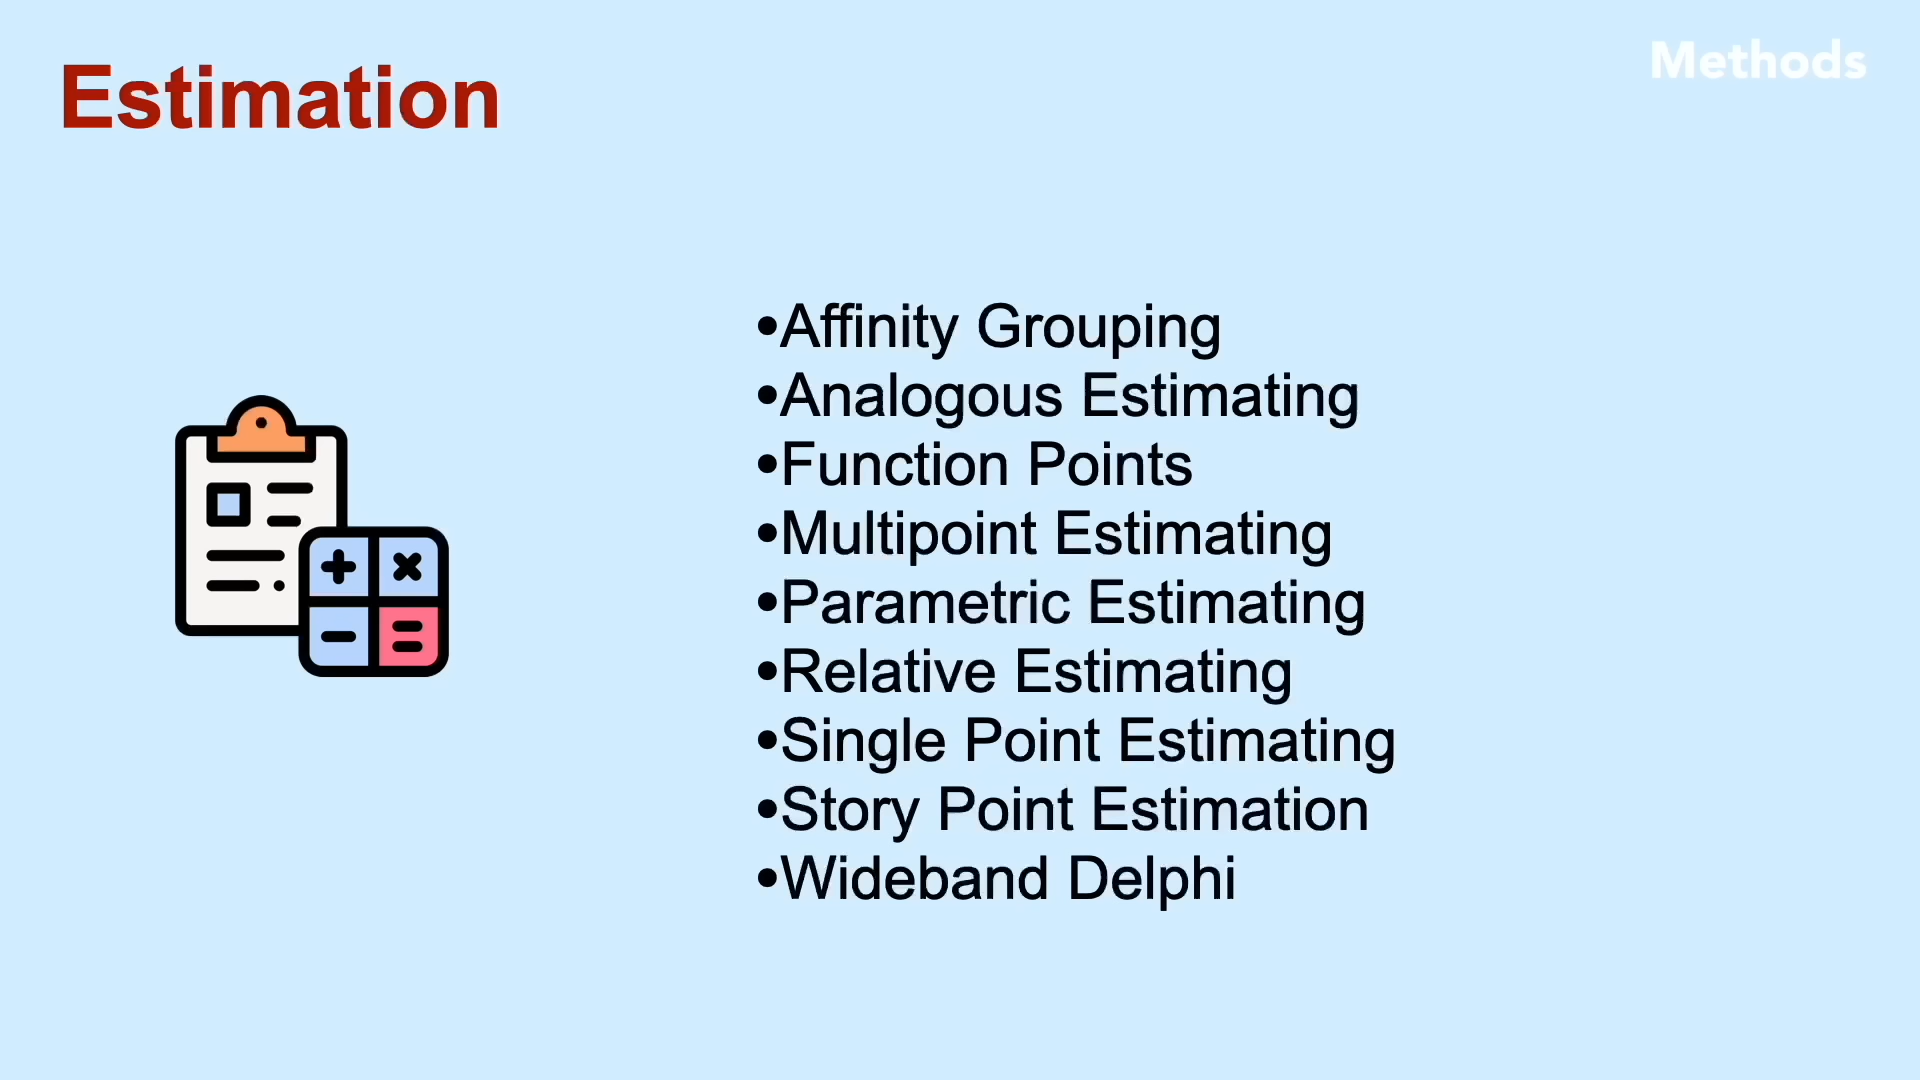 Estimation
Methods
•Affinity Grouping
•Analogous Estimating
•Function Points
•Multipoint Estimating
•Parametric Estimating
•Relative Estimating
•Single Point Estimating
•Story Point Estimation
•Wideband Delphi